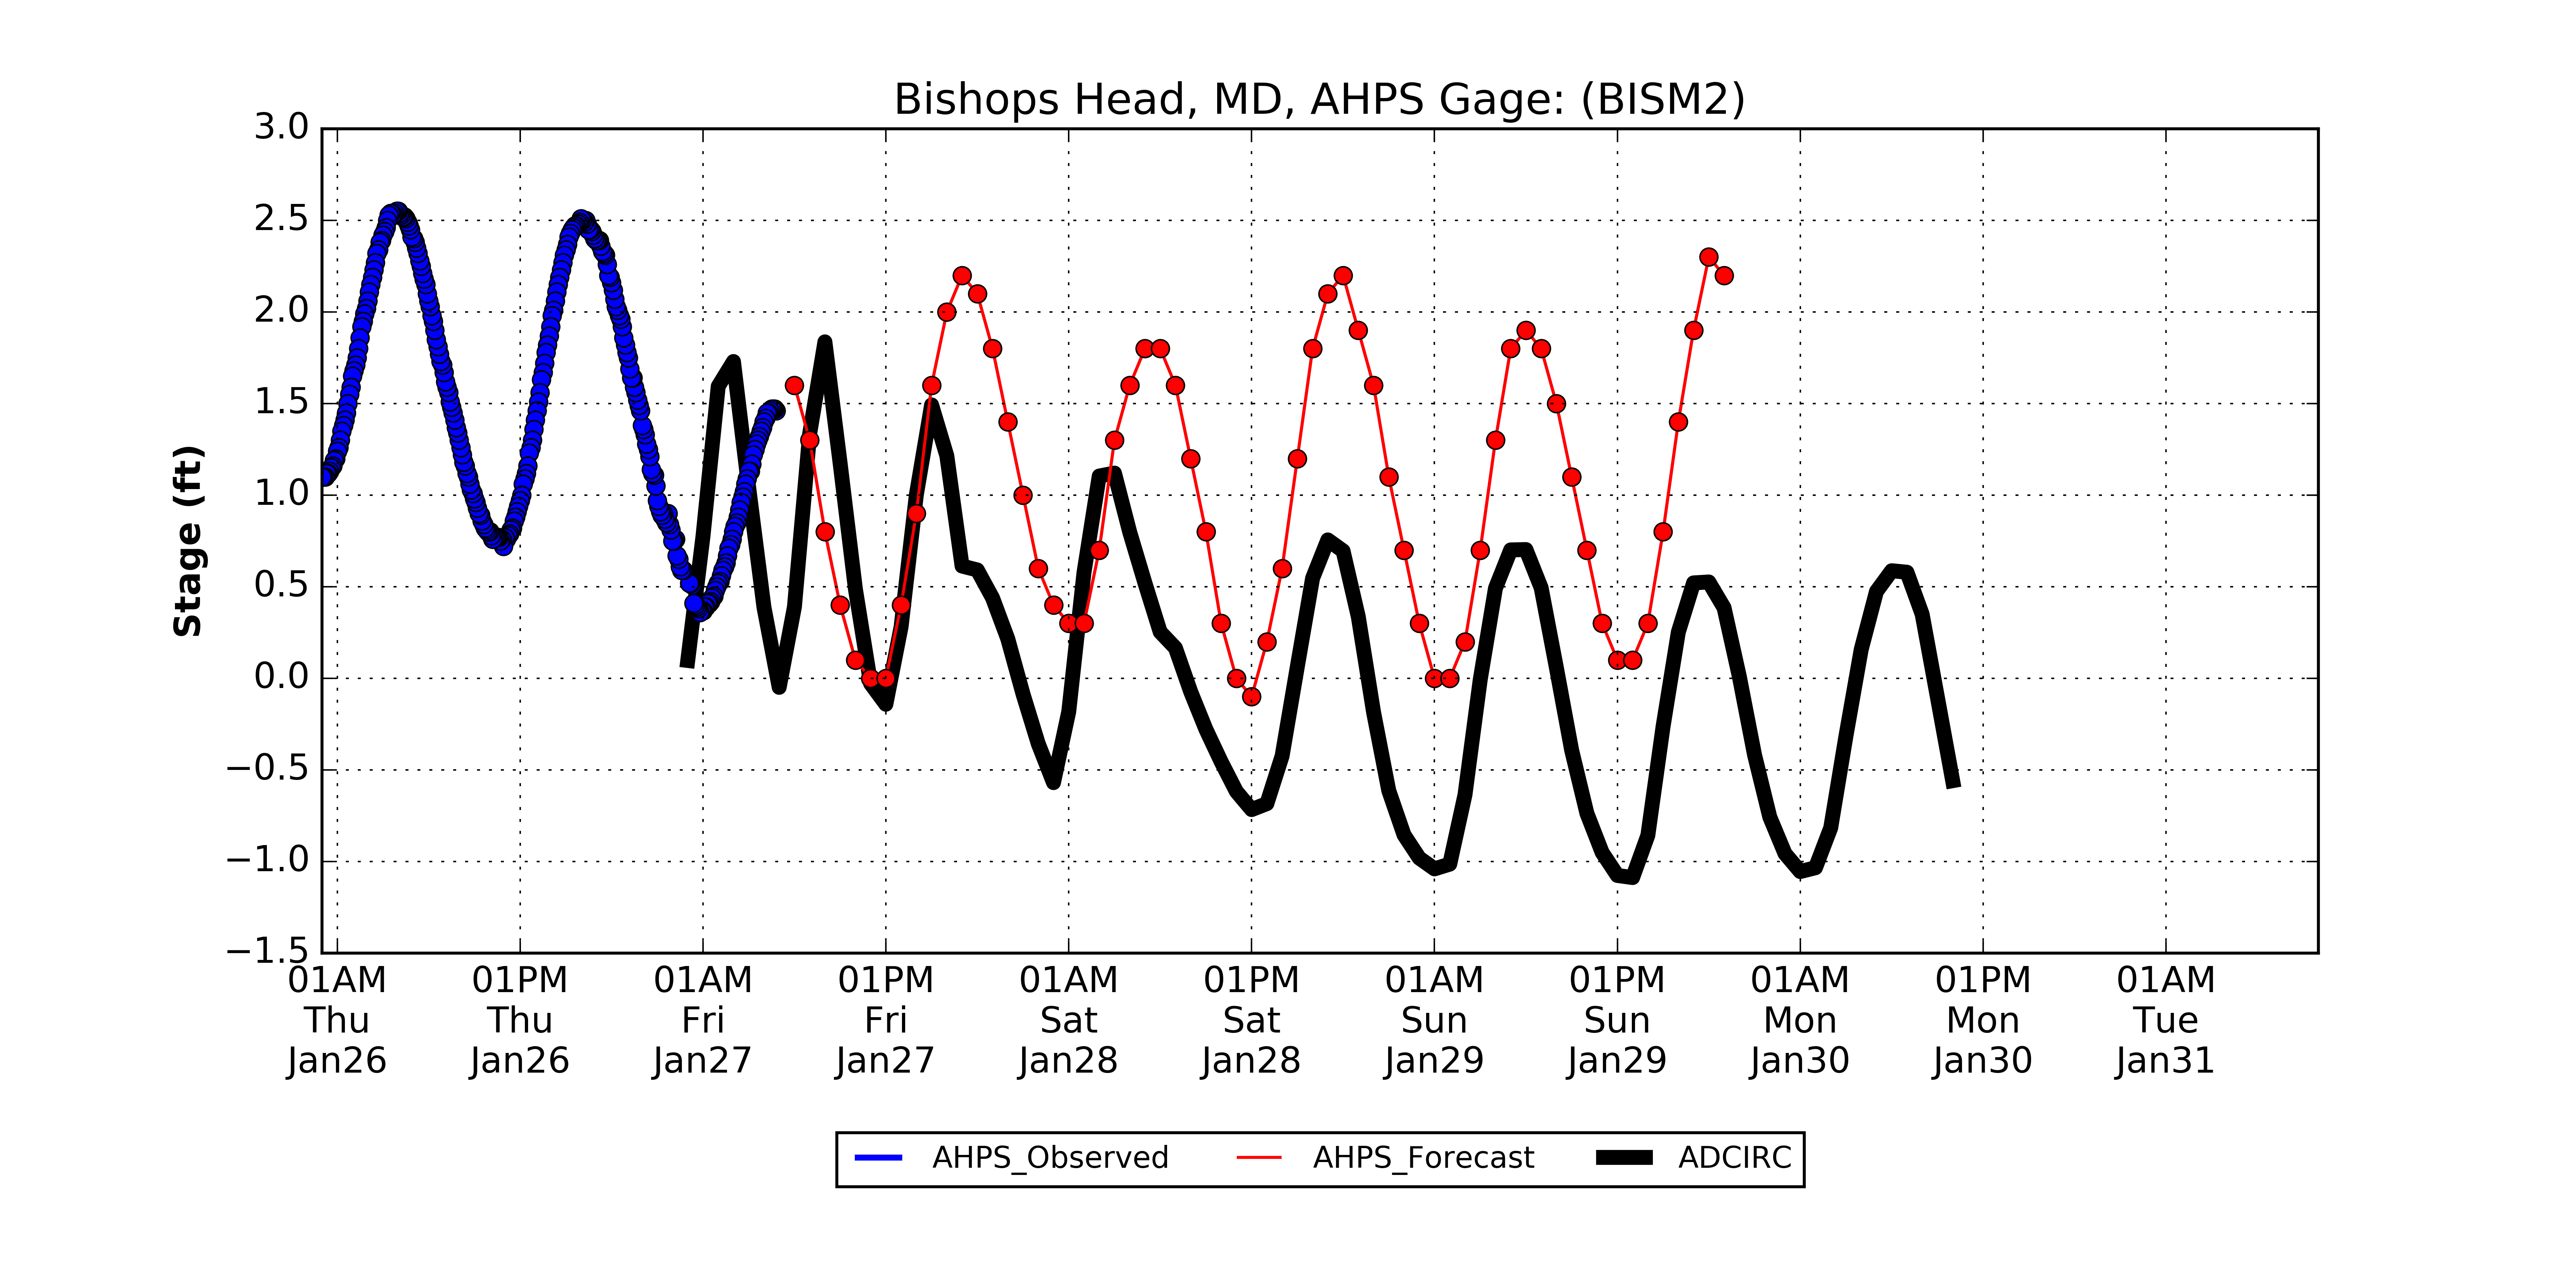 Bishops Head, MD, AHPS Gage: (BISM2)
Stage (ft)
3.0
2.5
2.0
1.5
1.0
0.5
0.0
−0.5
−1.0
−1.5
01AM 01PM 01AM 01PM 01AM 01PM 01AM 01PM 01AM 01PM 01AM
Thu Thu Fri Fri Sat Sat Sun Sun Mon Mon Tue
Jan26 Jan26 Jan27 Jan27 Jan28 Jan28 Jan29 Jan29 Jan30 Jan30 Jan31
AHPS_Observed AHPS_Forecast ADCIRC